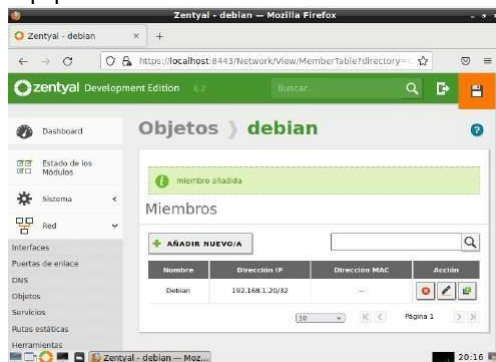 Zentyal - debian — Mozilla Firefox
Zentyal - debian
https://localhost:8443/Network/View/MemberTable?directory=
zentyal Development Edition 6.2
Buscar...
Objetos debian
Dashboard
Estado de los
Módulos
Sistema
Red
Interfaces
Puertas de enlace
DNS
Objetos
Servicios
Rutas estáticas
Herramientas
miembro añadida
Miembros
+ AÑADIR NUEVO/A
Nombre Dirección IP Dirección MAC Acción
Debian 192.168.1.20/32 --
10 Página 1
Zentyal - debian — Moz... 20:16